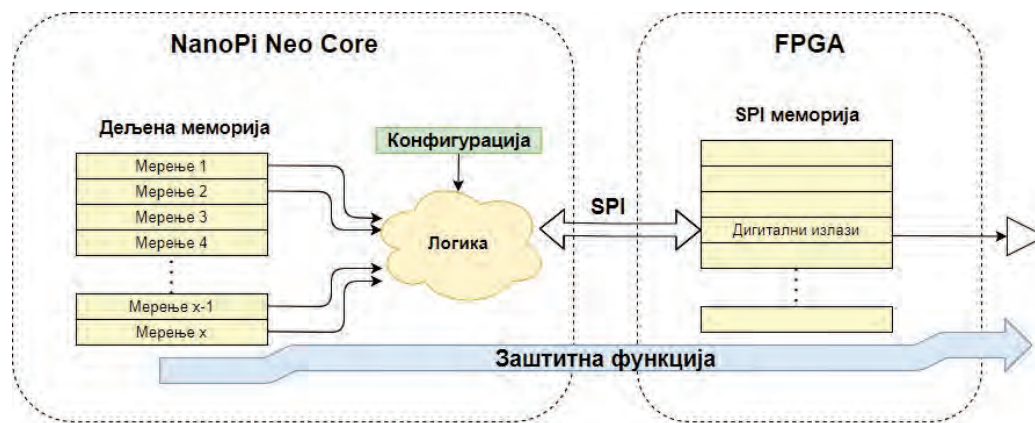 NanoPi Neo Core
FPGA
Дељена меморија
Мерење 1
Мерење 2
Мерење 3
Мерење 4
Мерење x-1
Мерење x
Конфигурација
Логика
SPI
SPI меморија
Дигитални излази
Заштитна функција